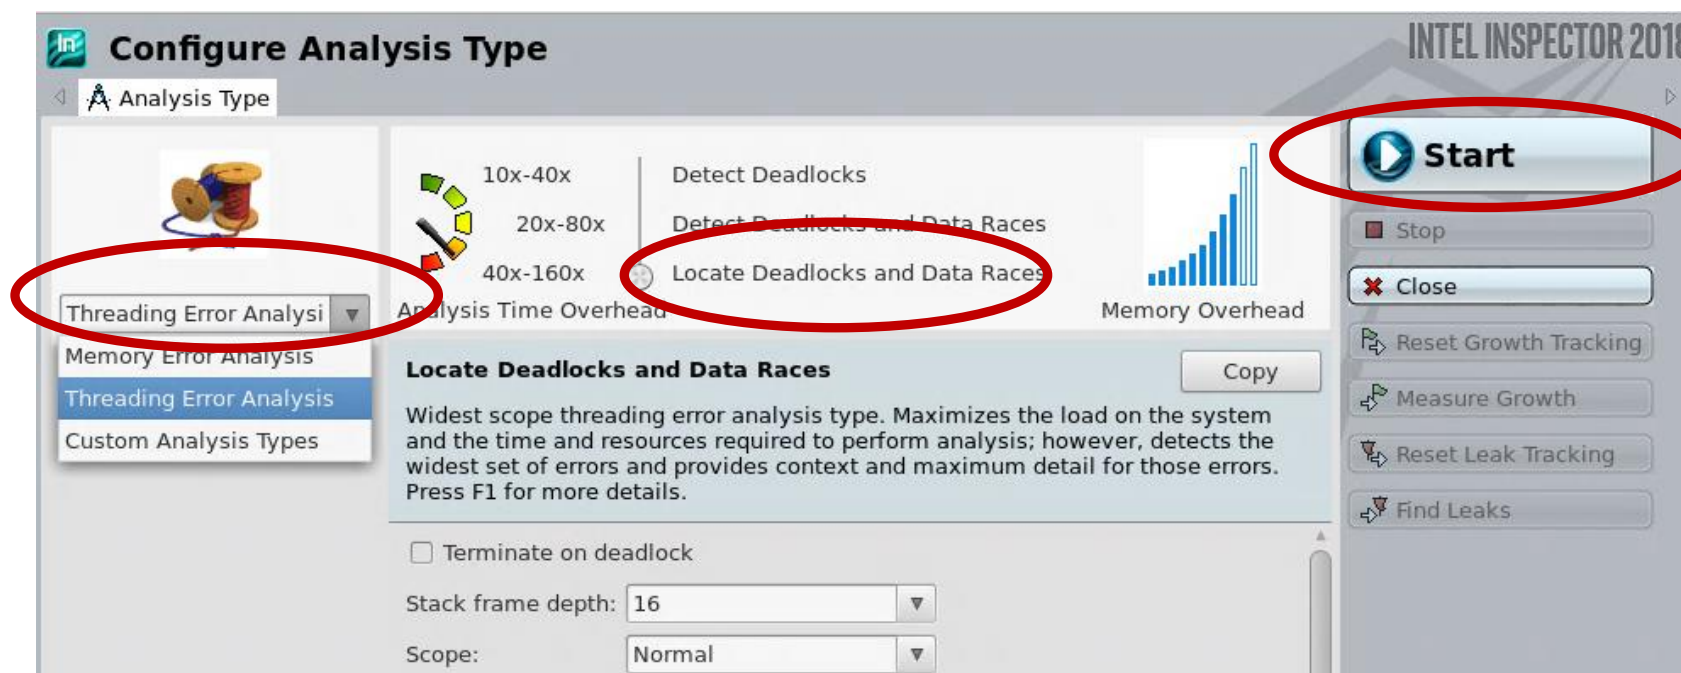 Configure Analysis Type
INTEL INSPECTOR 2018
Analysis Type
Threading Error Analysi
Memory Error Analysis
Threading Error Analysis
Custom Analysis Types
10x-40x Detect Deadlocks
20x-80x Detect Deadlocks and Data Races
40x-160x Locate Deadlocks and Data Races
Analysis Time Overhead
Memory Overhead
Locate Deadlocks and Data Races
Copy
Widest scope threading error analysis type. Maximizes the load on the system
and the time and resources required to perform analysis; however, detects the
widest set of errors and provides context and maximum detail for those errors.
Press F1 for more details.
Terminate on deadlock
Stack frame depth: 16
Scope: Normal
Start
Stop
Close
Reset Growth Tracking
Measure Growth
Reset Leak Tracking
Find Leaks